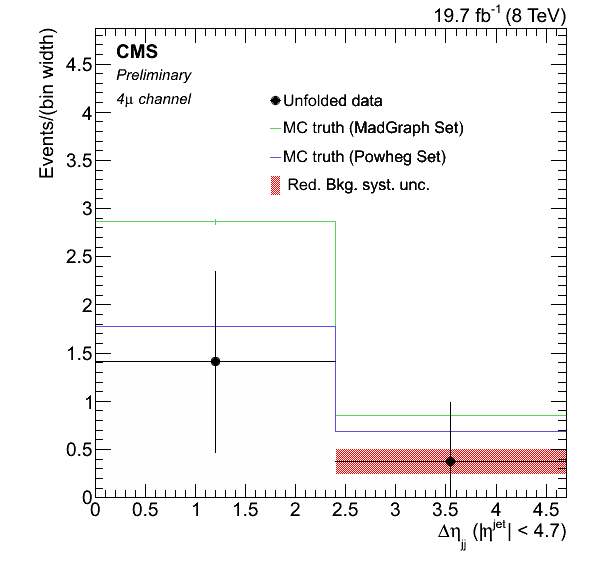 19.7 fb⁻¹ (8 TeV)
CMS
Preliminary
4μ channel
Unfolded data
MC truth (MadGraph Set)
MC truth (Powheg Set)
Red. Bkg. syst. unc.
Events/(bin width)
4.5
4
3.5
3
2.5
2
1.5
1
0.5
0
0 0.5 1 1.5 2 2.5 3 3.5 4 4.5
Δη_jj (|η^jet| < 4.7)